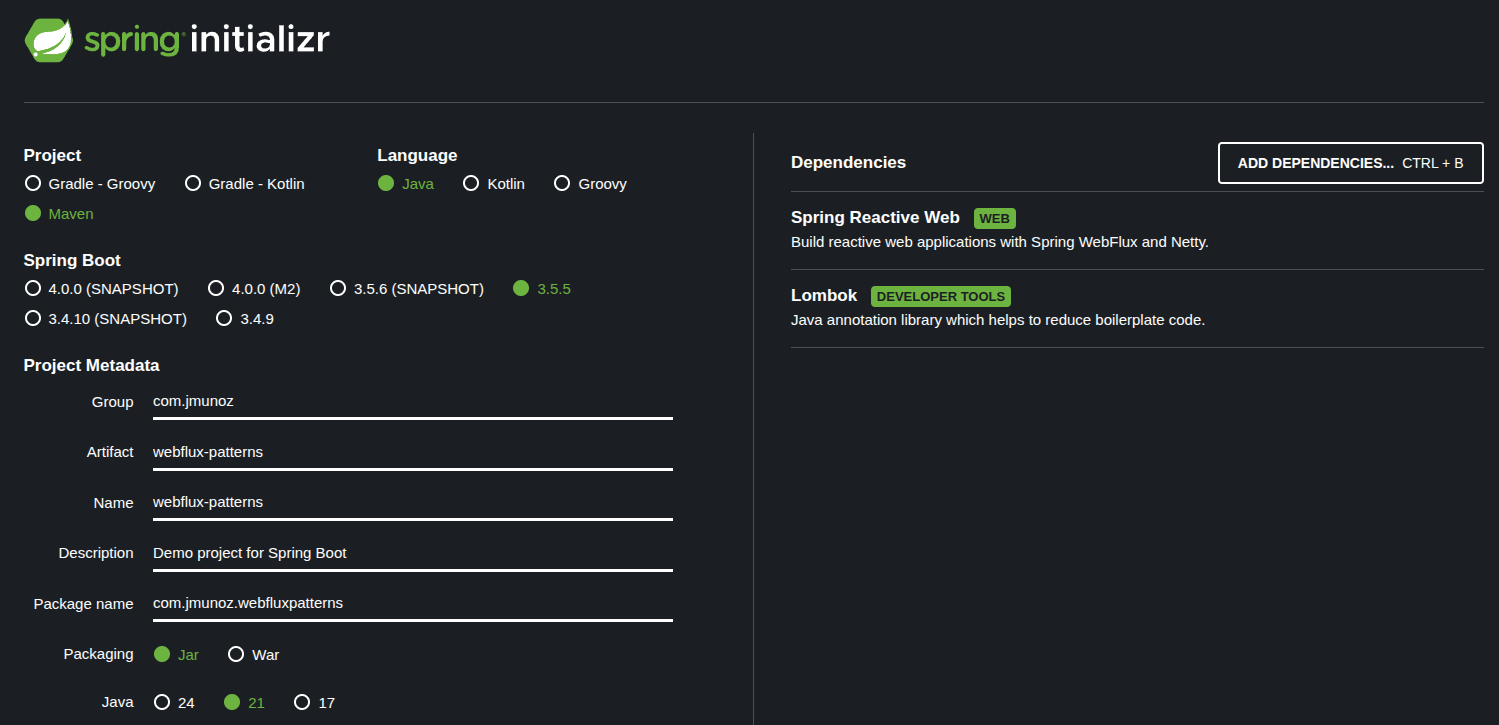 spring initializr
Project
Gradle - Groovy Gradle - Kotlin
Maven
Language
Java Kotlin Groovy
Spring Boot
4.0.0 (SNAPSHOT) 4.0.0 (M2) 3.5.6 (SNAPSHOT) 3.5.5
3.4.10 (SNAPSHOT) 3.4.9
Project Metadata
Group com.jmunoz
Artifact webflux-patterns
Name webflux-patterns
Description Demo project for Spring Boot
Package name com.jmunoz.webfluxpatterns
Packaging Jar War
Java 24 21 17
Dependencies ADD DEPENDENCIES... CTRL + B
Spring Reactive Web WEB
Build reactive web applications with Spring WebFlux and Netty.
Lombok DEVELOPER TOOLS
Java annotation library which helps to reduce boilerplate code.